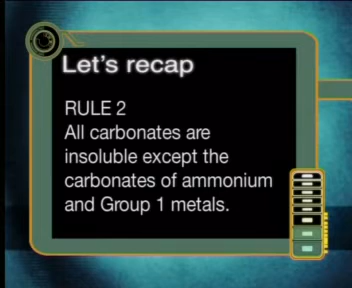 Let's recap
RULE 2
All carbonates are
insoluble except the
carbonates of ammonium
and Group 1 metals.